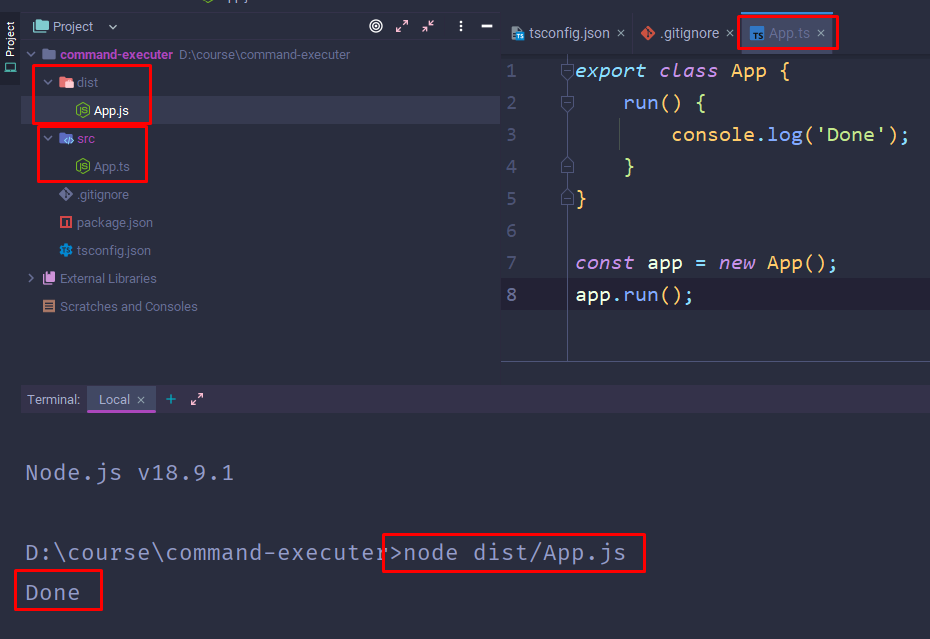 Project
Project
command-executer D:\course\command-executer
dist
App.js
src
App.ts
.gitignore
package.json
tsconfig.json
External Libraries
Scratches and Consoles
tsconfig.json × .gitignore × App.ts ×
1 export class App {
2 run() {
3 console.log('Done');
4 }
5 }
6
7 const app = new App();
8 app.run();
Terminal: Local × +
Node.js v18.9.1
D:\course\command-executer>node dist/App.js
Done